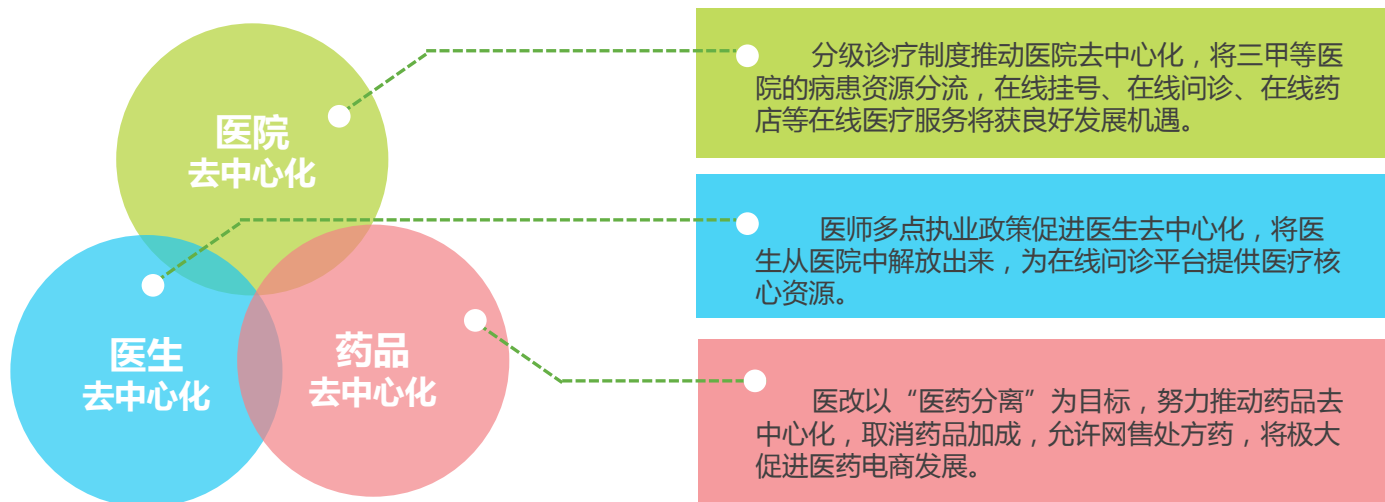 医院
去中心化
分级诊疗制度推动医院去中心化，将三甲等医
院的病患资源分流，在线挂号、在线问诊、在线药
店等在线医疗服务将获良好发展机遇。
医生
去中心化
医师多点执业政策促进医生去中心化，将医
生从医院中解放出来，为在线问诊平台提供医疗核
心资源。
药品
去中心化
医改以“医药分离”为目标，努力推动药品去
中心化，取消药品加成，允许网售处方药，将极大
促进医药电商发展。